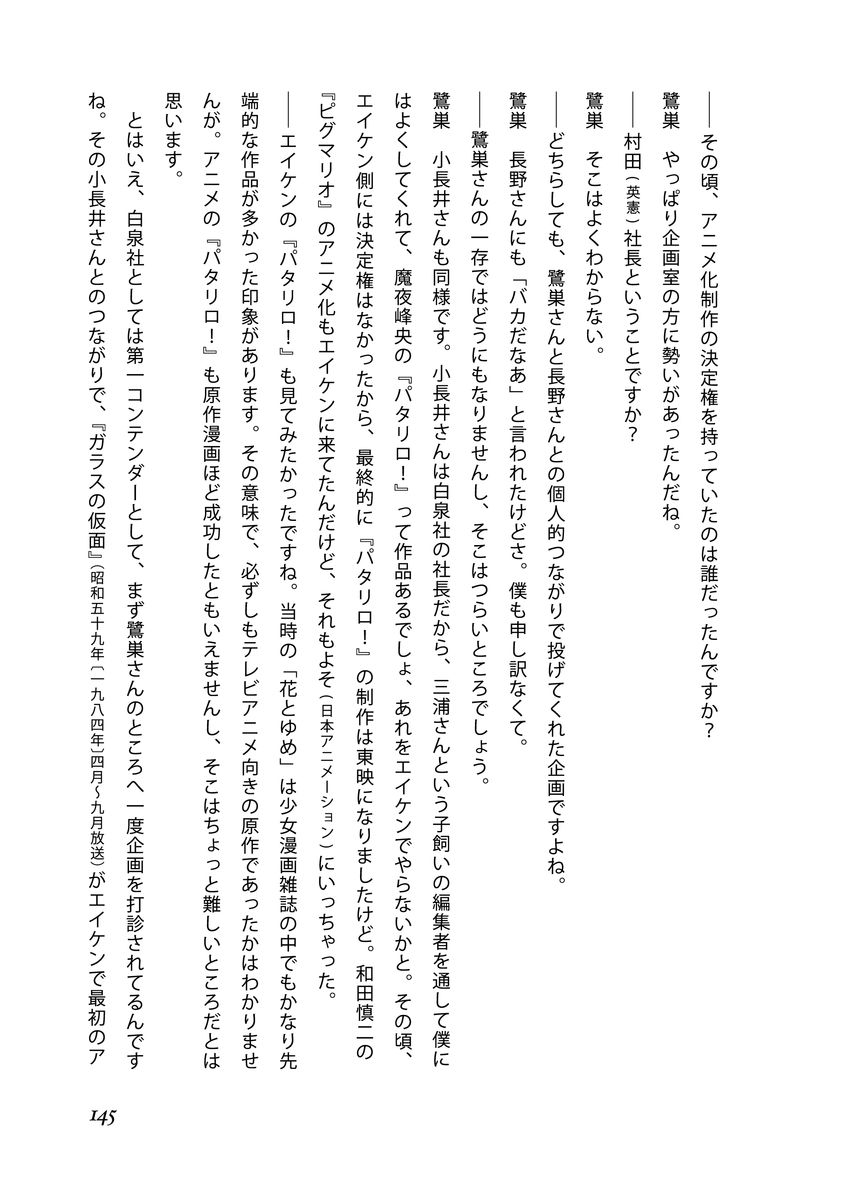 ――その頃、アニメ化制作の決定権を持っていたのは誰だったんですか？
鷺巣　やっぱり企画室の方に勢いがあったんだね。
――村田（英憲）社長ということですか？
鷺巣　そこはよくわからない。
――どちらしても、鷺巣さんと長野さんとの個人的つながりで投げてくれた企画ですよね。
鷺巣　長野さんにも「バカだなあ」と言われたけどさ。僕も申し訳なくて。
――鷺巣さんの一存ではどうにもなりませんし、そこはつらいところでしょう。
鷺巣　小長井さんも同様です。小長井さんは白泉社の社長だから、三浦さんという子飼いの編集者を通して僕に
はよくしてくれて、魔夜峰央の『パタリロ！』って作品あるでしょ、あれをエイケンでやらないかと。その頃、
エイケン側には決定権はなかったから、最終的に『パタリロ！』の制作は東映になりましたけど。和田慎二の
『ピグマリオ』のアニメ化もエイケンに来てたんだけど、それもよそ（日本アニメーション）にいっちゃった。
――エイケンの『パタリロ！』も見てみたかったですね。当時の「花とゆめ」は少女漫画雑誌の中でもかなり先
端的な作品が多かった印象があります。その意味で、必ずしもテレビアニメ向きの原作であったかはわかりませ
んが。アニメの『パタリロ！』も原作漫画ほど成功したともいえませんし、そこはちょっと難しいところだとは
思います。
　とはいえ、白泉社としては第一コンテンダーとして、まず鷺巣さんのところへ一度企画を打診されてるんです
ね。その小長井さんとのつながりで、『ガラスの仮面』（昭和五十九年〔一九八四年〕四月〜九月放送）がエイケンで最初のア
145